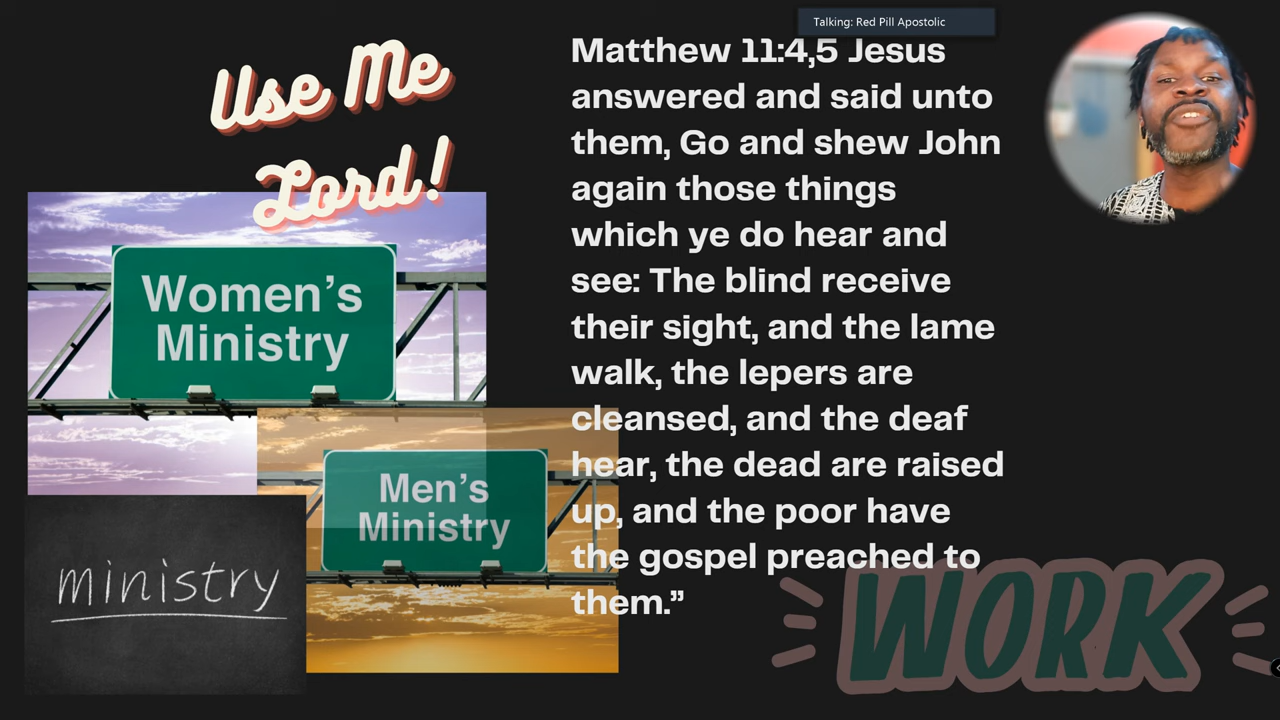 Talking: Red Pill Apostolic
Use Me
Lord!
Women's
Ministry
Men's
Ministry
ministry
Matthew 11:4,5 Jesus
answered and said unto
them, Go and shew John
again those things
which ye do hear and
see: The blind receive
their sight, and the lame
walk, the lepers are
cleansed, and the deaf
hear, the dead are raised
up, and the poor have
the gospel preached to
them.”
WORK